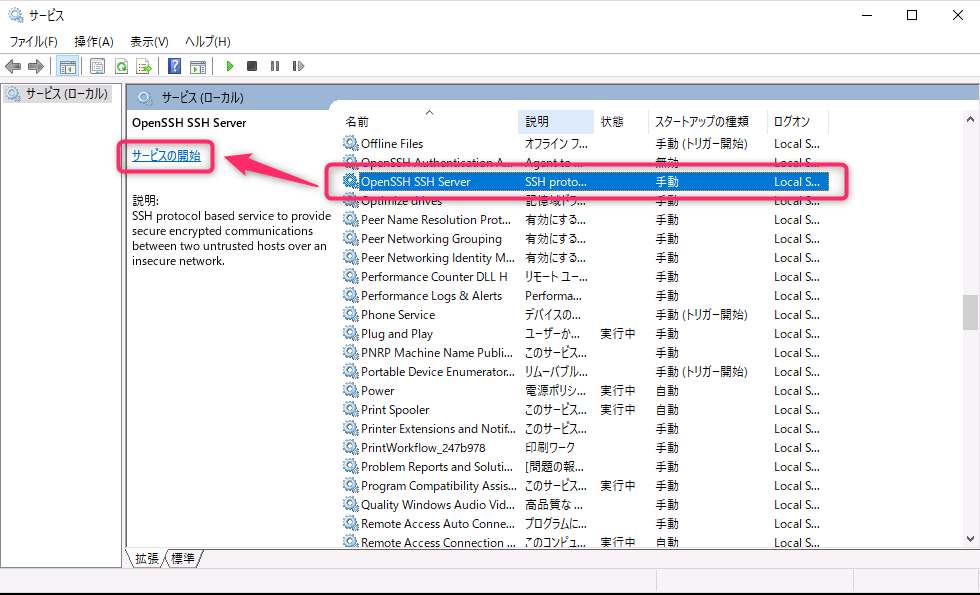 サービス
ファイル(F) 操作(A) 表示(V) ヘルプ(H)
サービス (ローカル)
サービス (ローカル)
OpenSSH SSH Server
サービスの開始
説明:
SSH protocol based service to provide
secure encrypted communications
between two untrusted hosts over an
insecure network.
名前 説明 状態 スタートアップの種類 ログオン
Offline Files オフライン フ... 手動 (トリガー開始) Local S...
OpenSSH Authentication A... Agent to ... 無効 Local S...
OpenSSH SSH Server SSH proto... 手動 Local S...
Optimize drives 記憶域ドラ... 手動 Local S...
Peer Name Resolution Prot... 有効にする... 手動 Local S...
Peer Networking Grouping 有効にする... 手動 Local S...
Peer Networking Identity M... 有効にする... 手動 Local S...
Performance Counter DLL H リモート ユー... 手動 Local S...
Performance Logs & Alerts Performa... 手動 Local S...
Phone Service デバイスの... 手動 (トリガー開始) Local S...
Plug and Play ユーザーか... 実行中 手動 Local S...
PNRP Machine Name Publi... このサービス... 手動 Local S...
Portable Device Enumerator... リムーバブル... 手動 (トリガー開始) Local S...
Power 電源ポリシ... 実行中 自動 Local S...
Print Spooler このサービス... 実行中 自動 Local S...
Printer Extensions and Notif... このサービス... 手動 Local S...
PrintWorkflow_247b978 印刷ワーク 手動 Local S...
Problem Reports and Soluti... [問題の報... 手動 Local S...
Program Compatibility Assis... このサービス... 実行中 手動 Local S...
Quality Windows Audio Vid... 高品質な ... 手動 Local S...
Remote Access Auto Conne... プログラムに... 手動 Local S...
Remote Access Connection ... このコンピュ... 実行中 自動 Local S...
拡張 標準